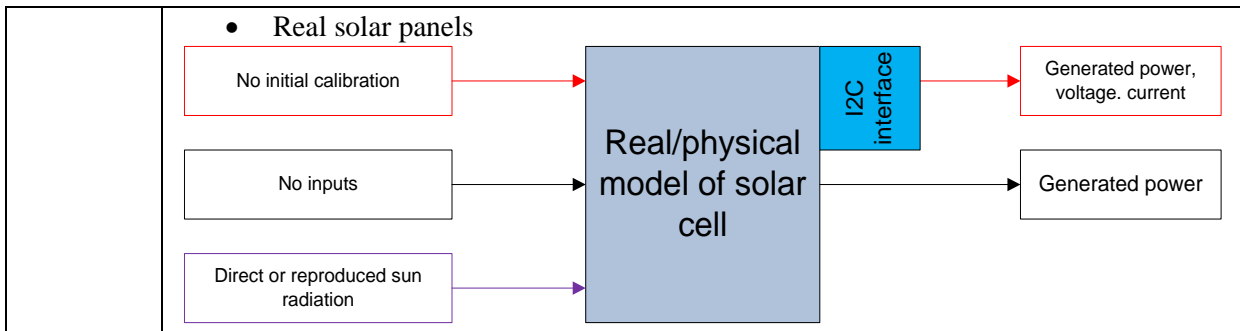 • Real solar panels
No initial calibration
No inputs
Direct or reproduced sun
radiation
Real/physical
model of solar
cell
I2C
interface
Generated power,
voltage. current
Generated power